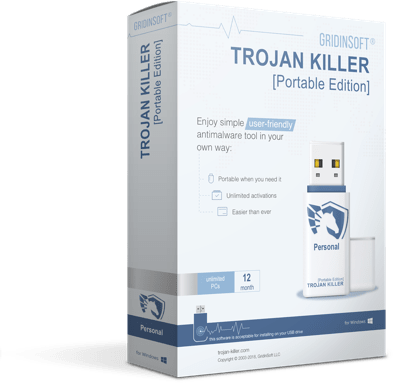 GRIDINSOFT®
TROJAN KILLER
[Portable Edition]
Enjoy simple user-friendly
antimalware tool in your
own way:
Portable when you need it
Unlimited activations
Easier than ever
Personal
[Portable Edition]
TROJAN KILLER
unlimited
PCs
12
month
this software is acceptable for installing on your USB drive
for Windows
trojan-killer.com
TROJAN KILLER
[Portable Edition]
Personal
for Windows